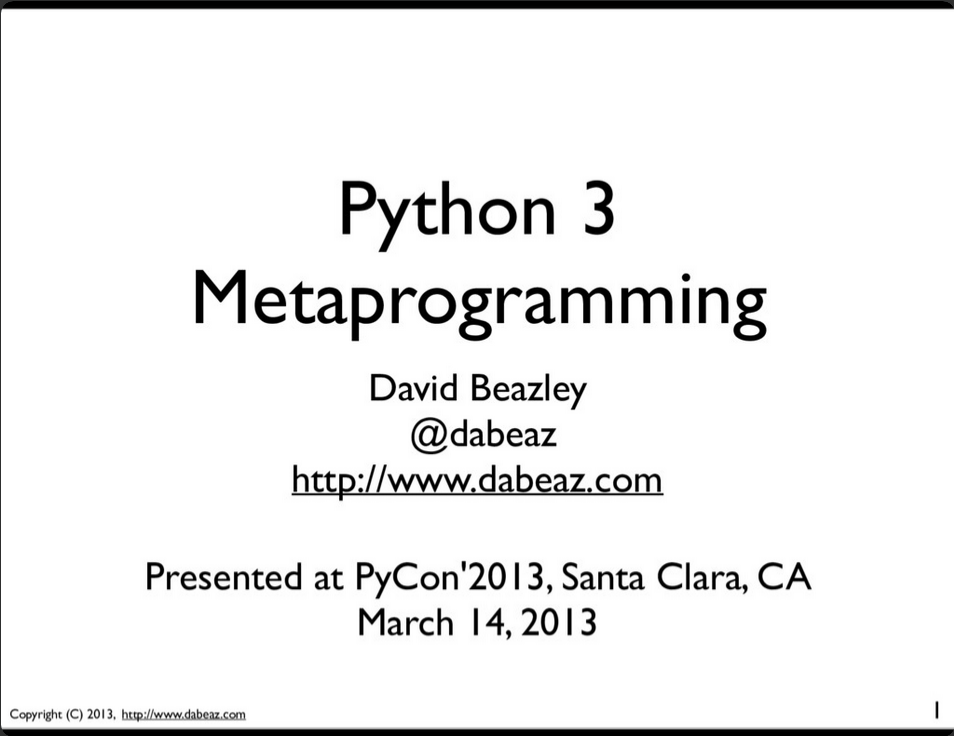 Python 3
Metaprogramming
David Beazley
@dabeaz
http://www.dabeaz.com
Presented at PyCon'2013, Santa Clara, CA
March 14, 2013
Copyright (C) 2013, http://www.dabeaz.com
1